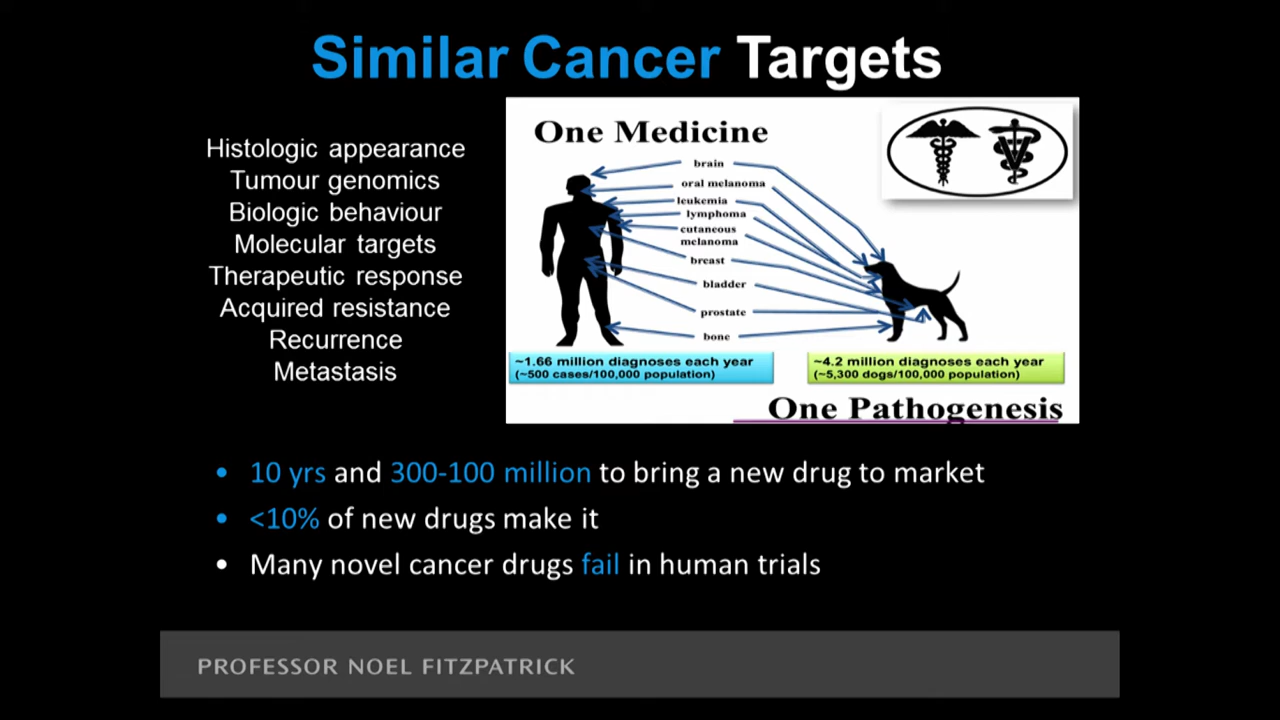 Similar Cancer Targets
Histologic appearance
Tumour genomics
Biologic behaviour
Molecular targets
Therapeutic response
Acquired resistance
Recurrence
Metastasis
One Medicine
brain
oral melanoma
leukemia
lymphoma
cutaneous
melanoma
breast
bladder
prostate
bone
V
~1.66 million diagnoses each year
(~500 cases/100,000 population)
~4.2 million diagnoses each year
(~5,300 dogs/100,000 population)
One Pathogenesis
• 10 yrs and 300-100 million to bring a new drug to market
• <10% of new drugs make it
• Many novel cancer drugs fail in human trials
PROFESSOR NOEL FITZPATRICK